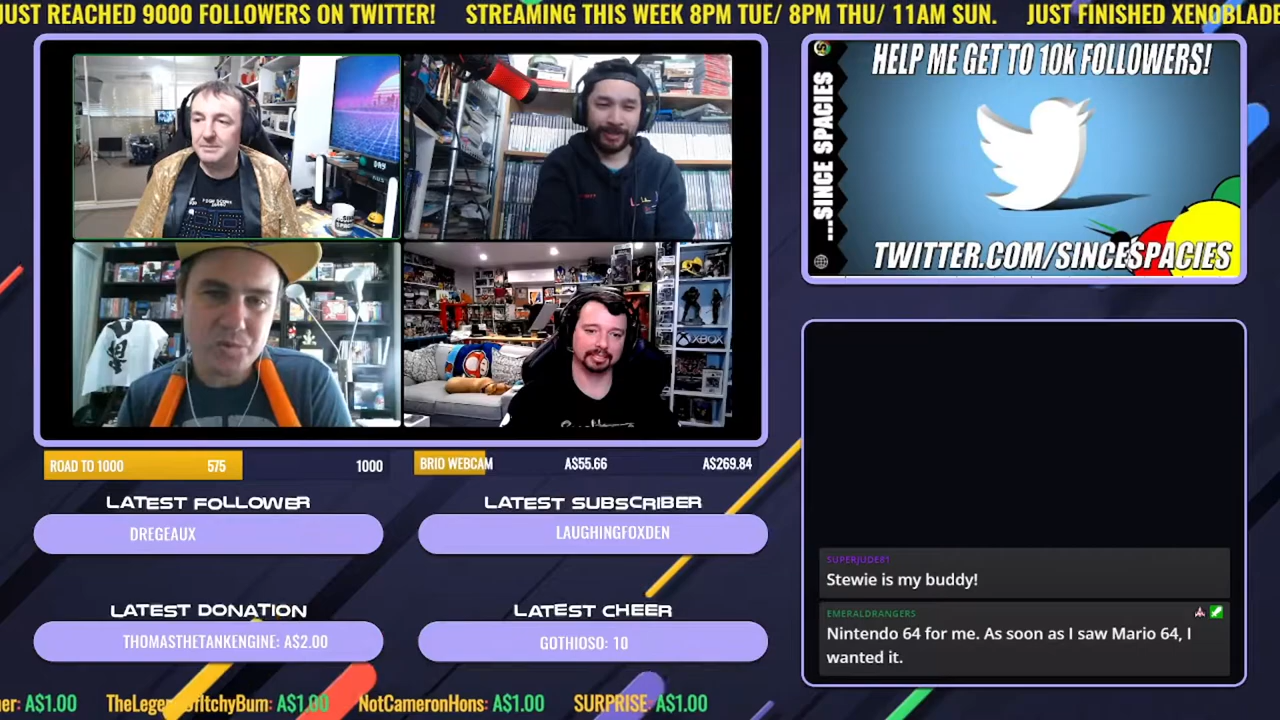 JUST REACHED 9000 FOLLOWERS ON TWITTER! STREAMING THIS WEEK 8PM TUE/ 8PM THU/ 11AM SUN. JUST FINISHED XENOBLADE
...SINCE SPACIES
HELP ME GET TO 10K FOLLOWERS!
TWITTER.COM/SINCESPACIES
XBOX
ROAD TO 1000 575 1000
BRIO WEBCAM A$55.66 A$269.84
LATEST FOLLOWER
DREGEAUX
LATEST SUBSCRIBER
LAUGHINGFOXDEN
LATEST DONATION
THOMASTHETANKENGINE: A$2.00
LATEST CHEER
GOTHIOSO: 10
SUPERJUDE81
Stewie is my buddy!
EMERALDRANGERS
Nintendo 64 for me. As soon as I saw Mario 64, I
wanted it.
A$1.00 A$1.00 NotCameronHons: A$1.00 SURPRISE: A$1.00